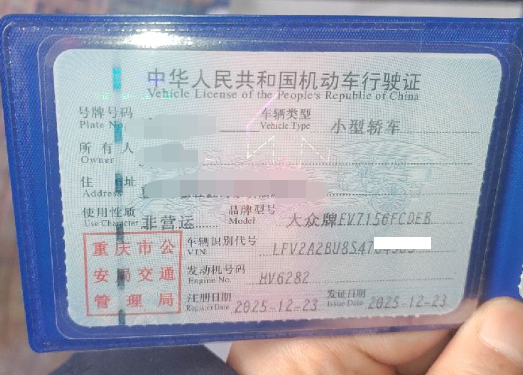 中华人民共和国机动车行驶证
Vehicle License of the People's Republic of China
号牌号码
Plate No.
车辆类型
Vehicle Type
小型轿车
所有人
Owner
住址
Address
使用性质
Use Character
非营运
品牌型号
Model
大众牌FV7156FCDEB
车辆识别代号
VIN
LFV2A2BU8S47
发动机号码
Engine No.
HV6282
注册日期
Register Date
2025-12-23
发证日期
Issue Date
2025-12-23
重庆市公
安局交通
管理局